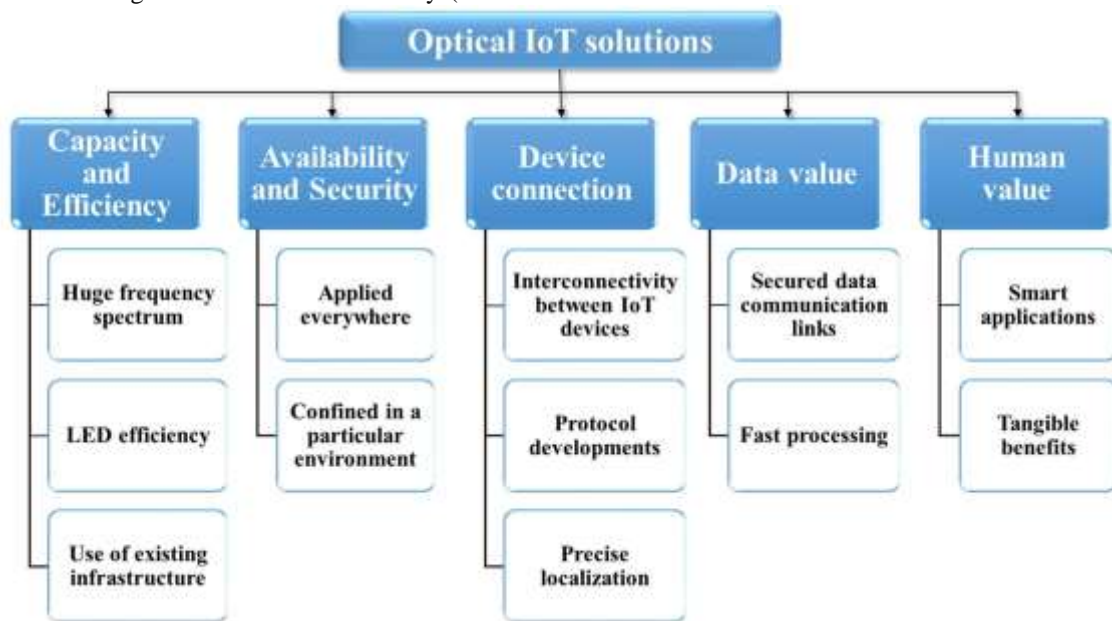 Optical IoT solutions
Capacity
and
Efficiency
Availability
and Security
Device
connection
Data value
Human
value
Huge frequency
spectrum
LED efficiency
Use of existing
infrastructure
Applied
everywhere
Confined in a
particular
environment
Interconnectivity
between IoT
devices
Protocol
developments
Precise
localization
Secured data
communication
links
Fast processing
Smart
applications
Tangible
benefits